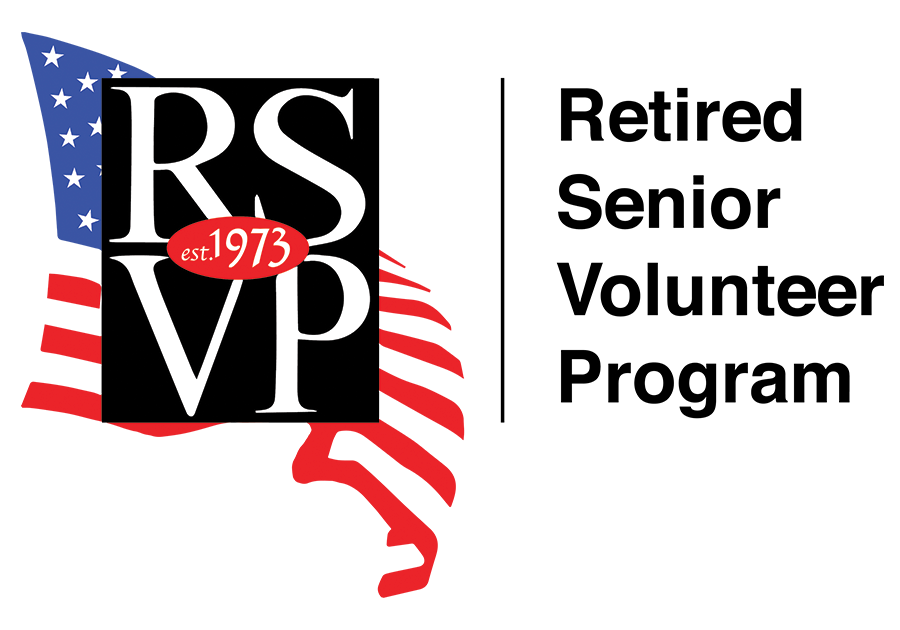 RS
est.1973
VP
Retired
Senior
Volunteer
Program